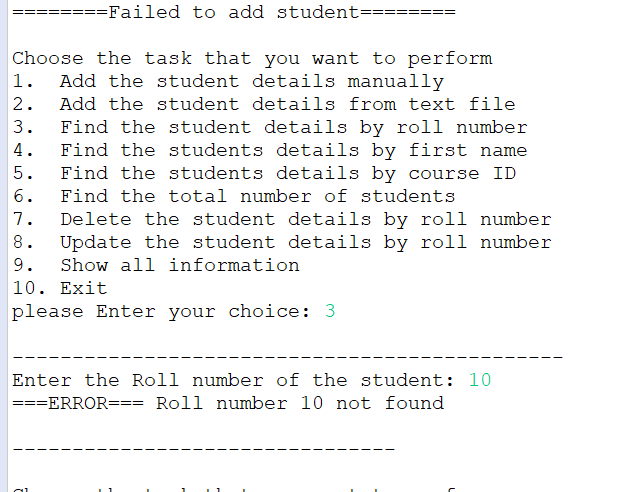 ========Failed to add student========
Choose the task that you want to perform
1. Add the student details manually
2. Add the student details from text file
3. Find the student details by roll number
4. Find the students details by first name
5. Find the students details by course ID
6. Find the total number of students
7. Delete the student details by roll number
8. Update the student details by roll number
9. Show all information
10. Exit
please Enter your choice: 3
----------------------------------------------
Enter the Roll number of the student: 10
===ERROR=== Roll number 10 not found
--------------------------------